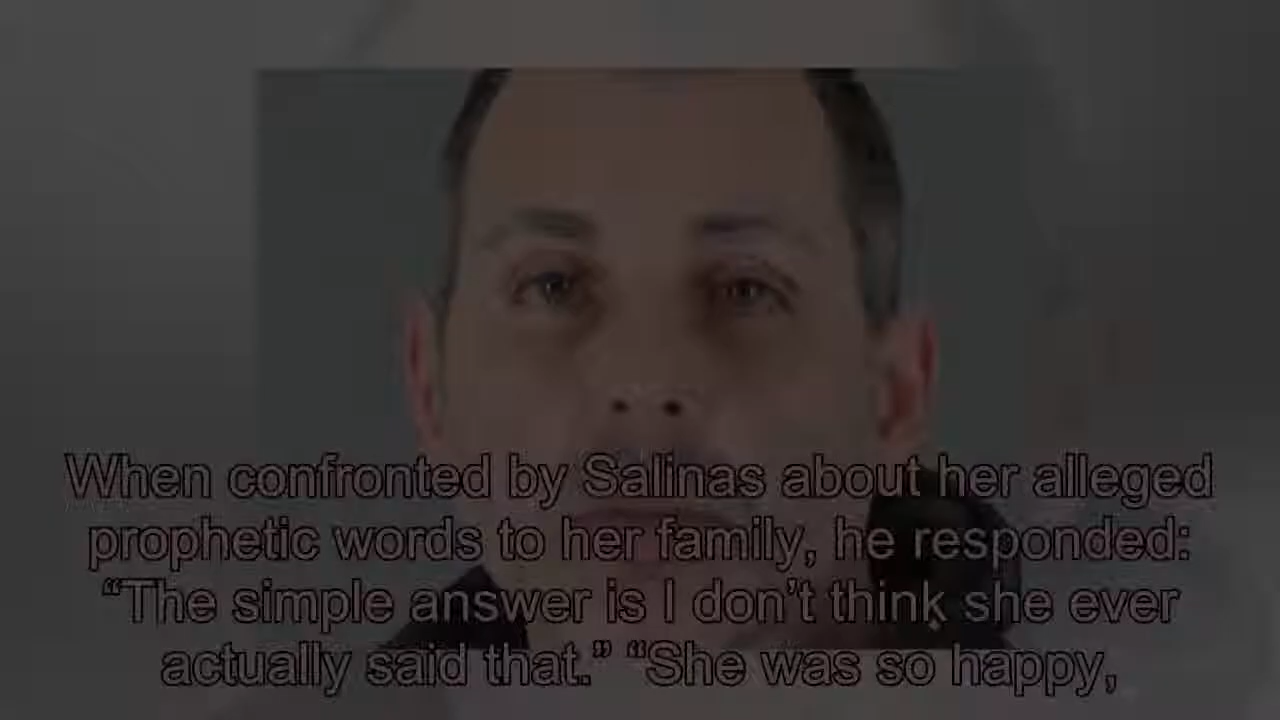 When confronted by Salinas about her alleged
prophetic words to her family, he responded:
“The simple answer is I don’t think she ever
actually said that.” “She was so happy,